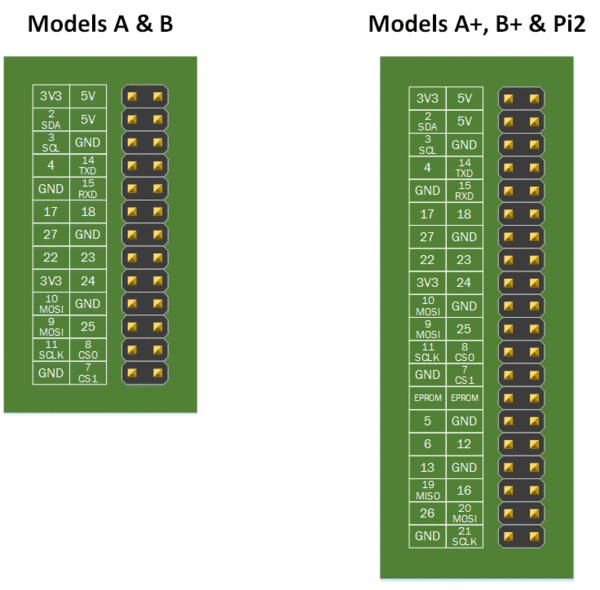 Models A & B
3V3 5V
2 SDA 5V
3 SCL GND
4 14 TXD
GND 15 RXD
17 18
27 GND
22 23
3V3 24
10 MOSI GND
9 MOSI 25
11 SCLK 8 CS0
GND 7 CS1
Models A+, B+ & Pi2
3V3 5V
2 SDA 5V
3 SCL GND
4 14 TXD
GND 15 RXD
17 18
27 GND
22 23
3V3 24
10 MOSI GND
9 MOSI 25
11 SCLK 8 CS0
GND 7 CS1
EPROM EPROM
5 GND
6 12
13 GND
19 MISO 16
26 20 MOSI
GND 21 SCLK